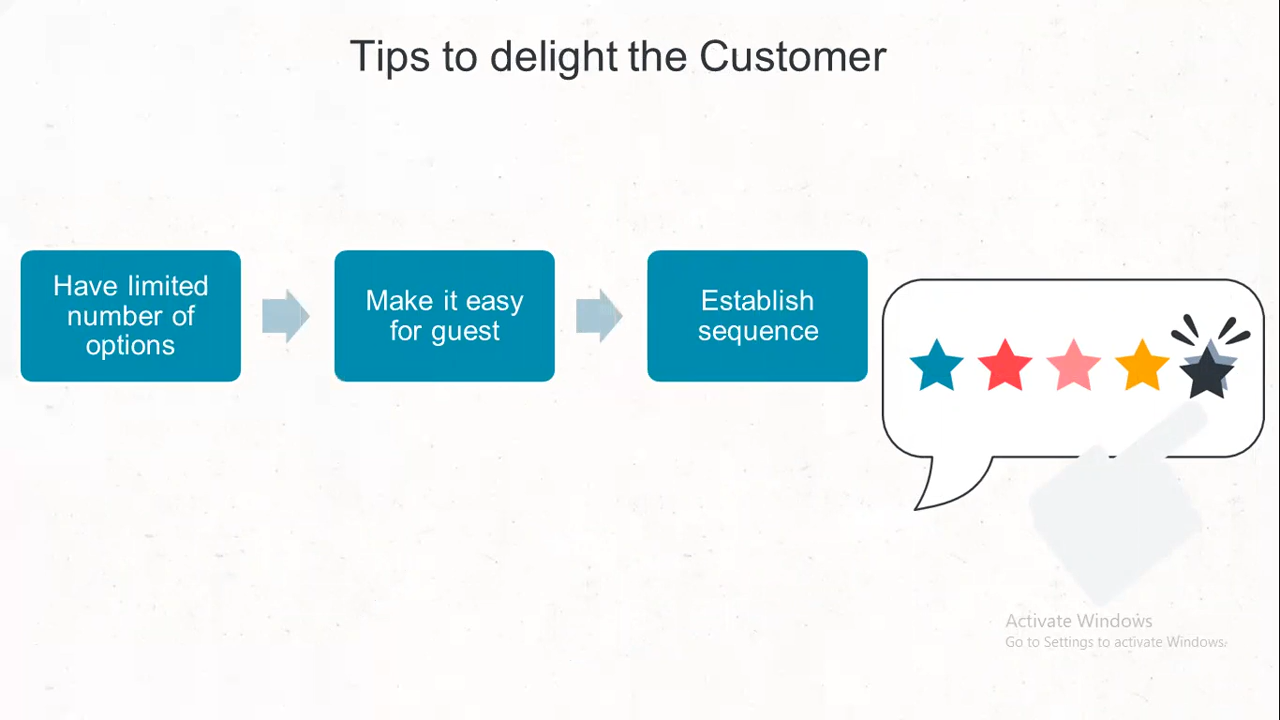 Tips to delight the Customer
Have limited
number of
options
Make it easy
for guest
Establish
sequence
Activate Windows
Go to Settings to activate Windows.